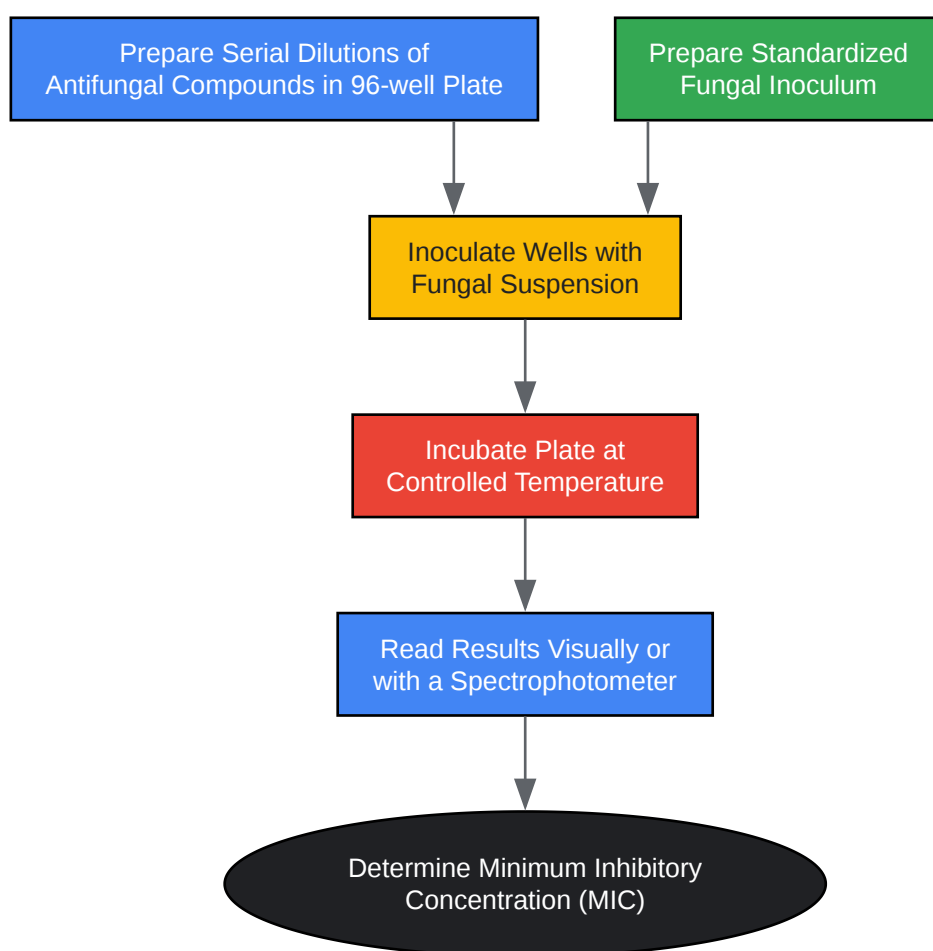 Prepare Serial Dilutions of
Antifungal Compounds in 96-well Plate
Prepare Standardized
Fungal Inoculum
Inoculate Wells with
Fungal Suspension
Incubate Plate at
Controlled Temperature
Read Results Visually or
with a Spectrophotometer
Determine Minimum Inhibitory
Concentration (MIC)